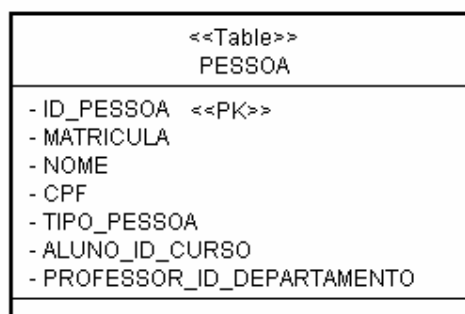 <<Table>>
PESSOA
- ID_PESSOA <<PK>>
- MATRICULA
- NOME
- CPF
- TIPO_PESSOA
- ALUNO_ID_CURSO
- PROFESSOR_ID_DEPARTAMENTO